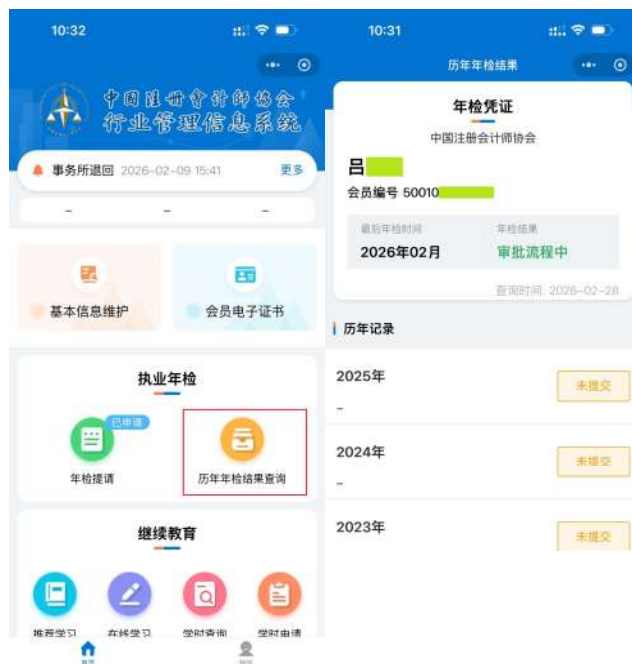 10:32
中国注册会计师协会
行业管理信息系统
事务所退回 2026-02-09 15:41 更多
- - -
基本信息维护
会员电子证书
执业年检
已申请
年检提请
历年年检结果查询
继续教育
推荐学习 在线学习 学时查询 学时申请
首页
10:31
历年年检结果
年检凭证
中国注册会计师协会
吕
会员编号 50010
最后年检时间 年检结果
2026年02月 审批流程中
查询时间: 2026-02-28
历年记录
2025年 未提交
-
2024年 未提交
-
2023年 未提交